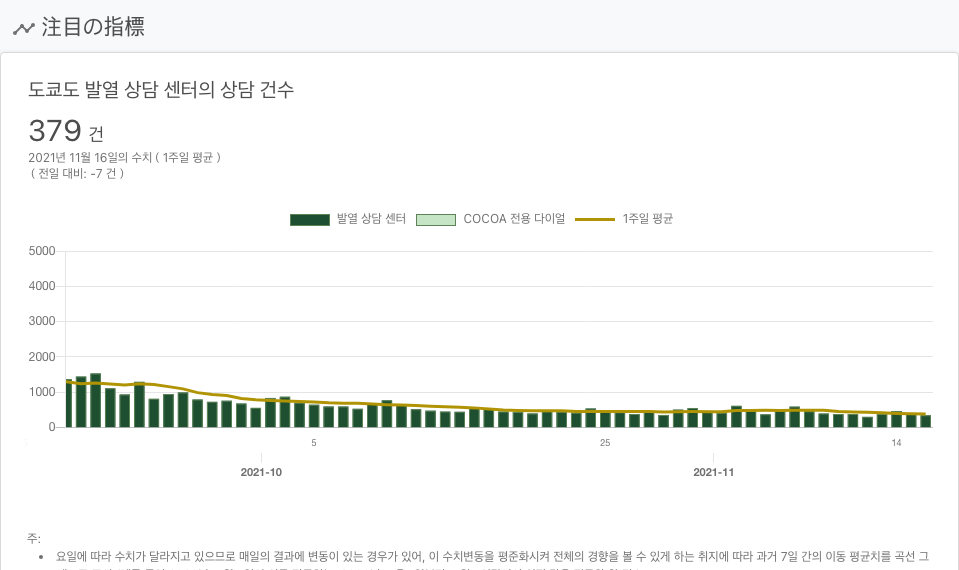 注目の指標
도쿄도 발열 상담 센터의 상담 건수
379 건
2021년 11월 16일의 수치 ( 1주일 평균 )
( 전일 대비: -7 건 )
발열 상담 센터 COCOA 전용 다이얼 1주일 평균
5000
4000
3000
2000
1000
0
5 25 14
2021-10 2021-11
주:
• 요일에 따라 수치가 달라지고 있으므로 매일의 결과에 변동이 있는 경우가 있어, 이 수치변동을 평준화시켜 전체의 경향을 볼 수 있게 하는 취지에 따라 과거 7일 간의 이동 평균치를 곡선 그